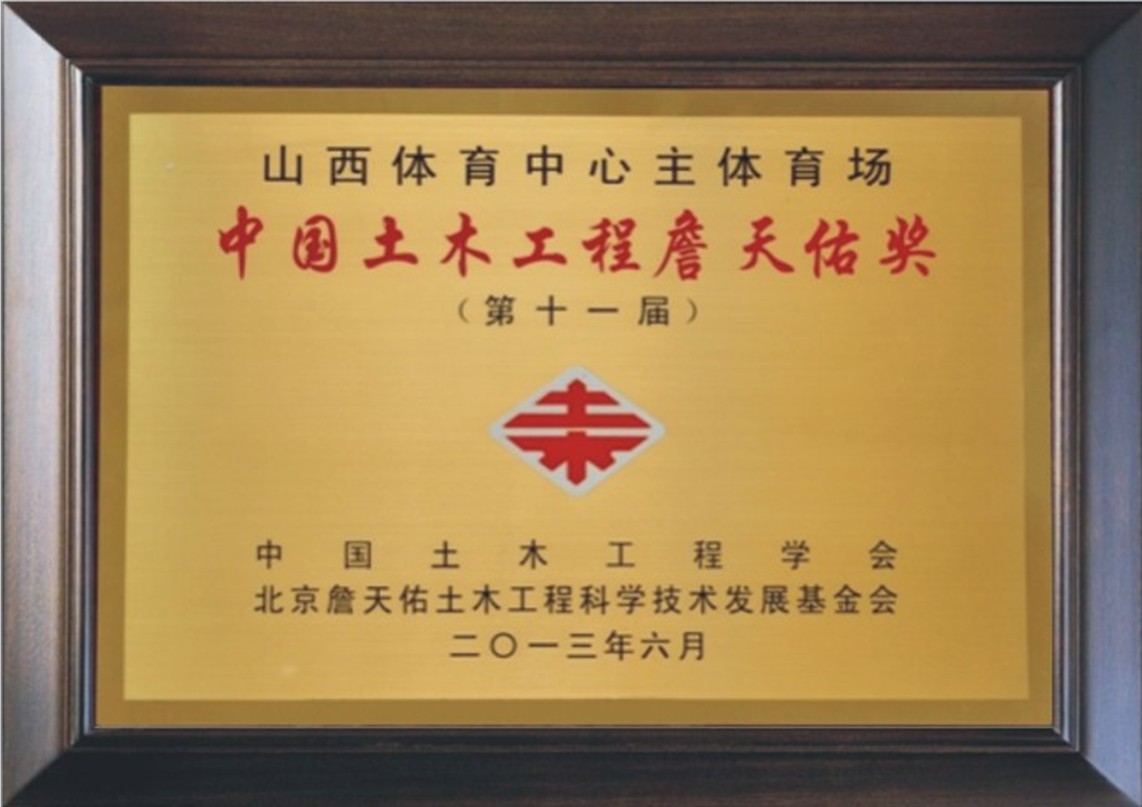 山西体育中心主体育场
中国土木工程詹天佑奖
（第十一届）
中国土木工程学会
北京詹天佑土木工程科学技术发展基金会
二〇一三年六月